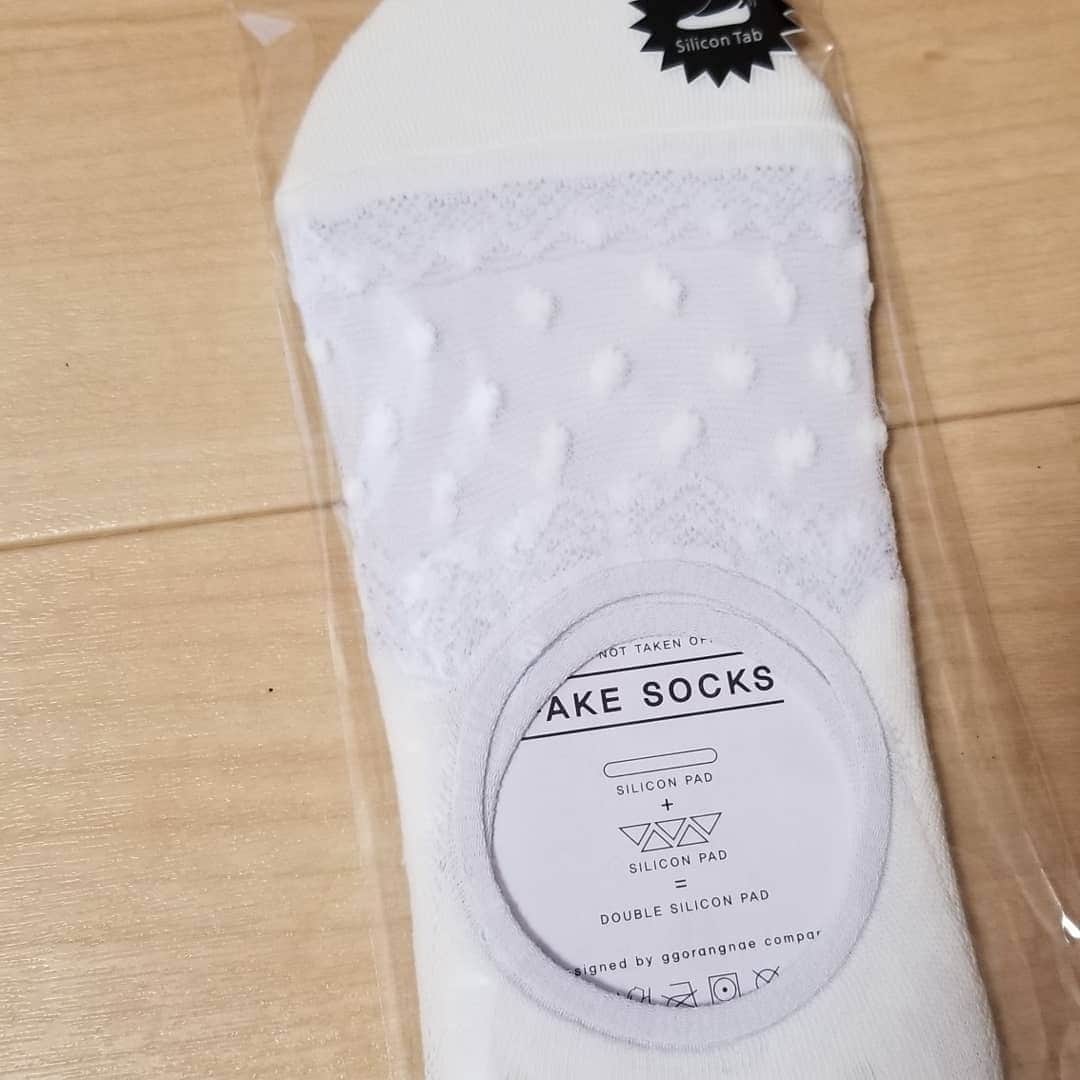 Silicon Tab
NOT TAKEN OF
AKE SOCKS
SILICON PAD
+
SILICON PAD
=
DOUBLE SILICON PAD
signed by ggorangnae compar